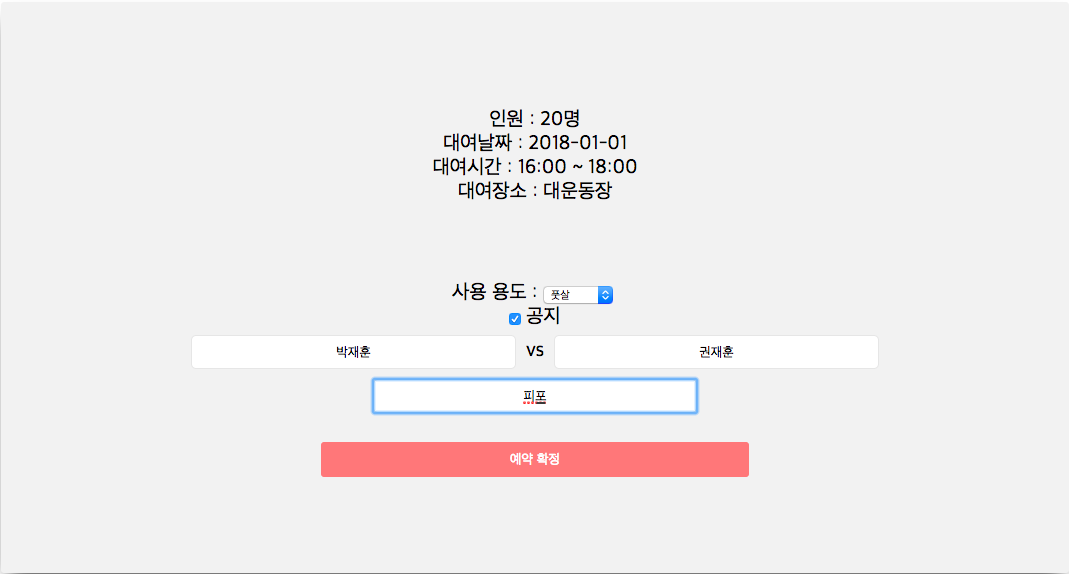 인원 : 20명
대여날짜 : 2018-01-01
대여시간 : 16:00 ~ 18:00
대여장소 : 대운동장
사용 용도 : 풋살
공지
박재훈 VS 권재훈
피포
예약 확정